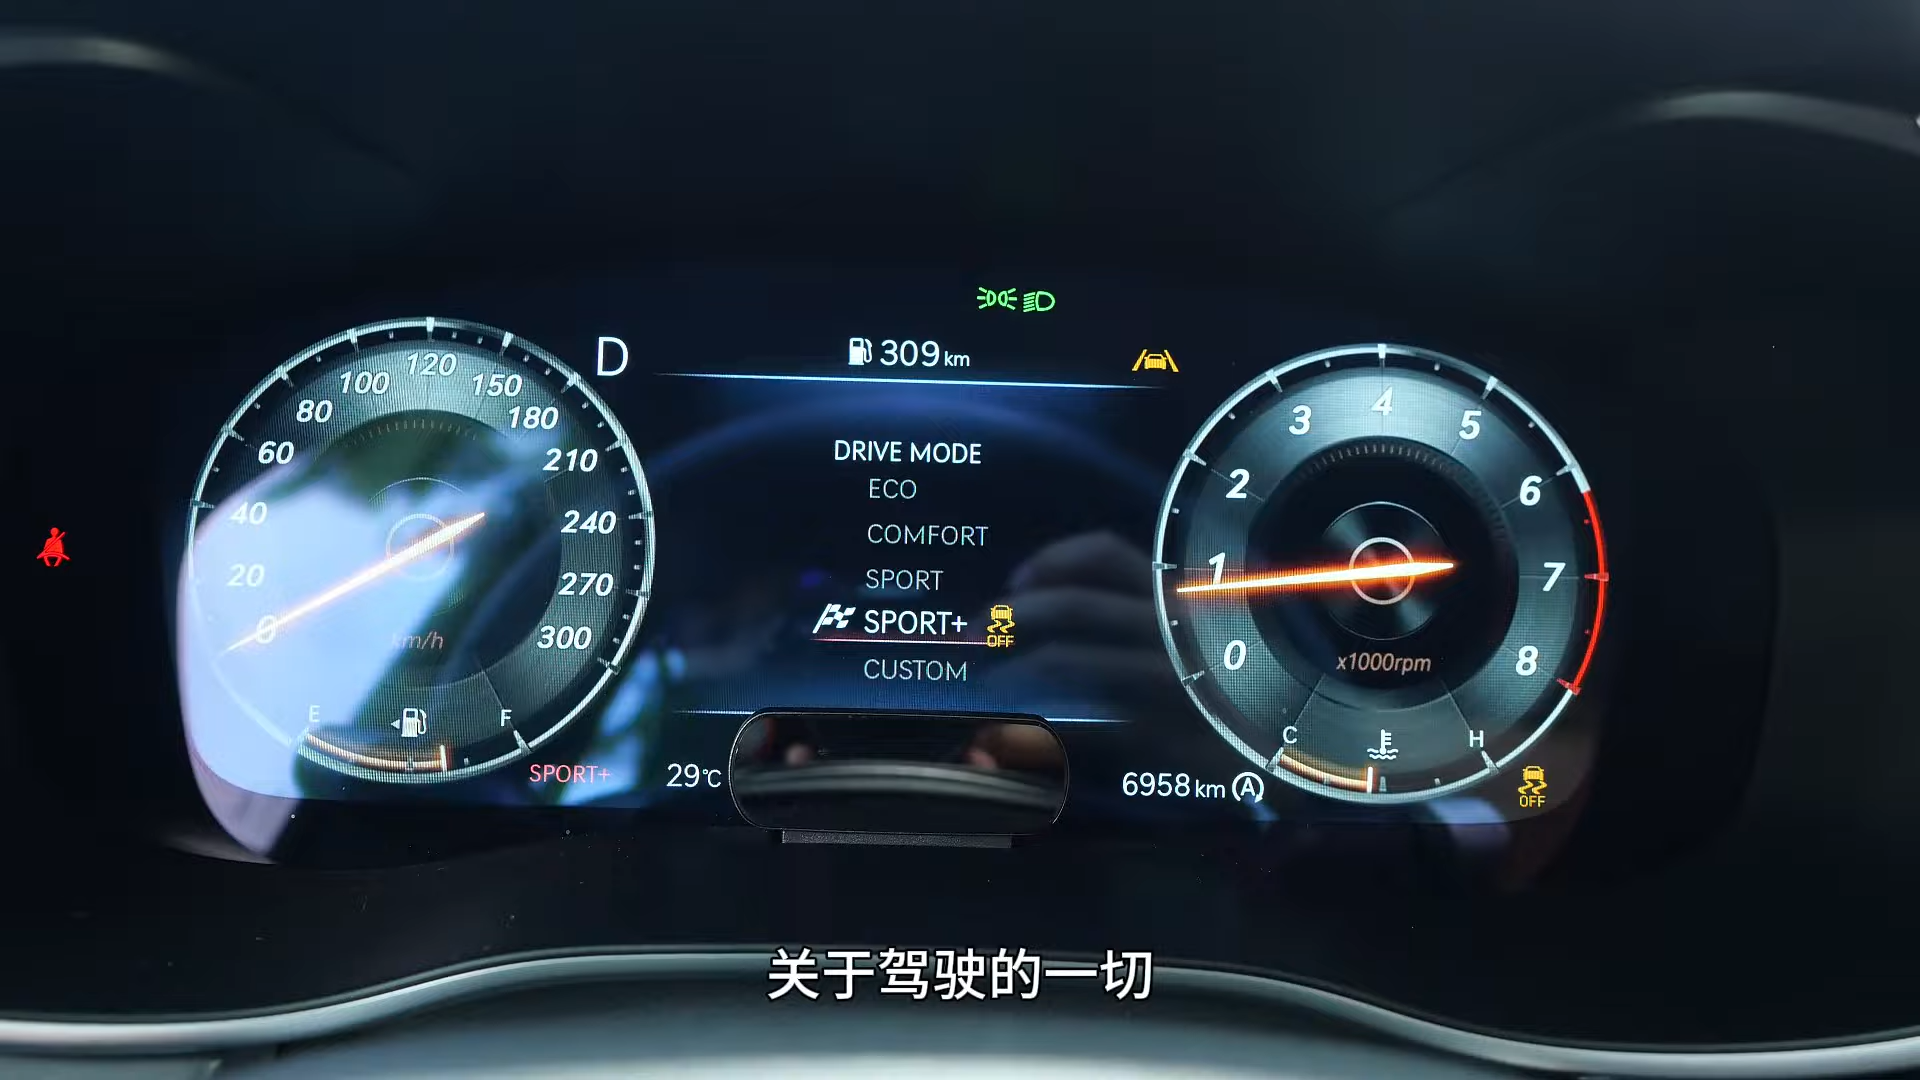 D
309 km
120
100
150
80
180
60
210
40
240
20
270
0
300
km/h
E
F
DRIVE MODE
ECO
COMFORT
SPORT
SPORT+
OFF
CUSTOM
4
3
5
2
6
1
7
0
8
x1000rpm
C
H
SPORT+
29℃
6958 km
A
OFF
关于驾驶的一切